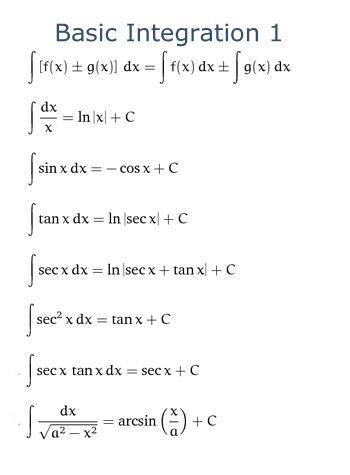 Basic Integration 1
∫ [f(x) ± g(x)] dx = ∫ f(x) dx ± ∫ g(x) dx
∫ dx/x = ln|x| + C
∫ sin x dx = − cos x + C
∫ tan x dx = ln|sec x| + C
∫ sec x dx = ln|sec x + tan x| + C
∫ sec² x dx = tan x + C
∫ sec x tan x dx = sec x + C
∫ dx/√(a² − x²) = arcsin (x/a) + C